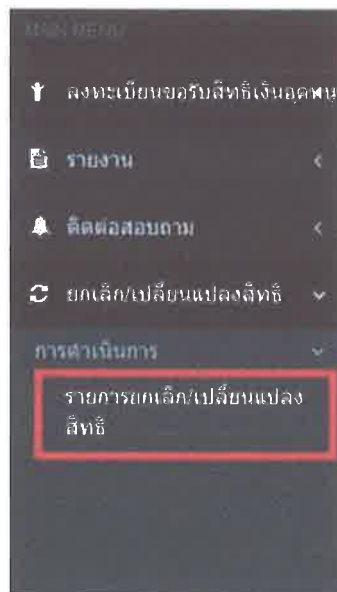 MAIN MENU
ลงทะเบียนขอรับสิทธิ์เงินอุดหนุ
รายงาน
ติดต่อสอบถาม
ยกเลิก/เปลี่ยนแปลงสิทธิ์
การดำเนินการ
รายการยกเลิก/เปลี่ยนแปลง
สิทธิ์